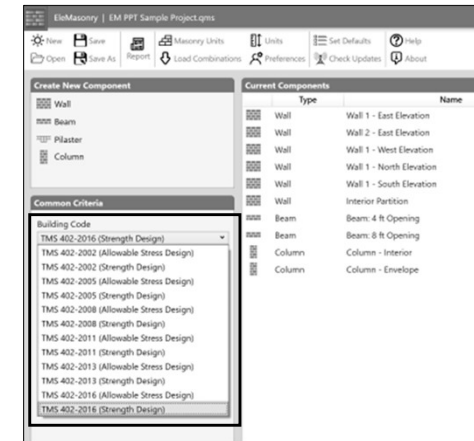 EleMasonry | EM PPT Sample Project.qms
New Save Masonry Units Units Set Defaults Help
Open Save As Report Load Combinations Preferences Check Updates About
Create New Component
Wall
Beam
Pilaster
Column
Common Criteria
Building Code
TMS 402-2016 (Strength Design)
TMS 402-2002 (Allowable Stress Design)
TMS 402-2002 (Strength Design)
TMS 402-2005 (Allowable Stress Design)
TMS 402-2005 (Strength Design)
TMS 402-2008 (Allowable Stress Design)
TMS 402-2008 (Strength Design)
TMS 402-2011 (Allowable Stress Design)
TMS 402-2011 (Strength Design)
TMS 402-2013 (Allowable Stress Design)
TMS 402-2013 (Strength Design)
TMS 402-2016 (Allowable Stress Design)
TMS 402-2016 (Strength Design)
Current Components
Type Name
Wall Wall 1 - East Elevation
Wall Wall 2 - East Elevation
Wall Wall 1 - West Elevation
Wall Wall 1 - North Elevation
Wall Wall 1 - South Elevation
Wall Interior Partition
Beam Beam: 4 ft Opening
Beam Beam: 8 ft Opening
Column Column - Interior
Column Column - Envelope